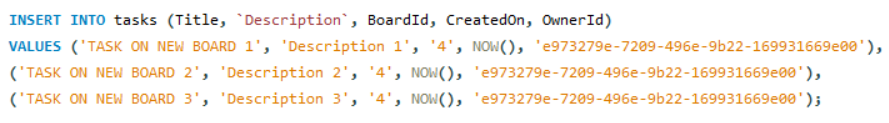 INSERT INTO tasks (Title, `Description`, BoardId, CreatedOn, OwnerId)
VALUES ('TASK ON NEW BOARD 1', 'Description 1', '4', NOW(), 'e973279e-7209-496e-9b22-169931669e00'),
('TASK ON NEW BOARD 2', 'Description 2', '4', NOW(), 'e973279e-7209-496e-9b22-169931669e00'),
('TASK ON NEW BOARD 3', 'Description 3', '4', NOW(), 'e973279e-7209-496e-9b22-169931669e00');